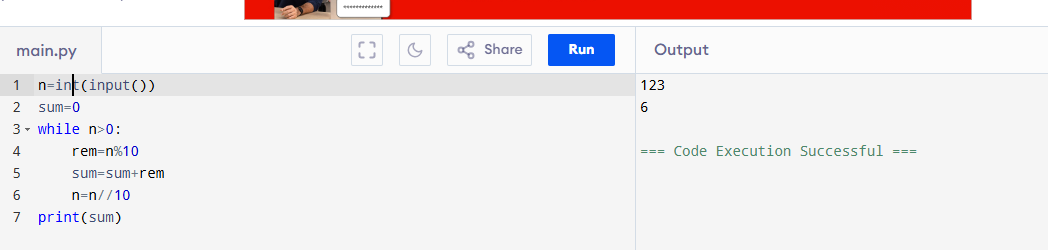 *************
main.py
Share
Run
Output
1 n=int(input())
2 sum=0
3 while n>0:
4     rem=n%10
5     sum=sum+rem
6     n=n//10
7 print(sum)
123
6
=== Code Execution Successful ===